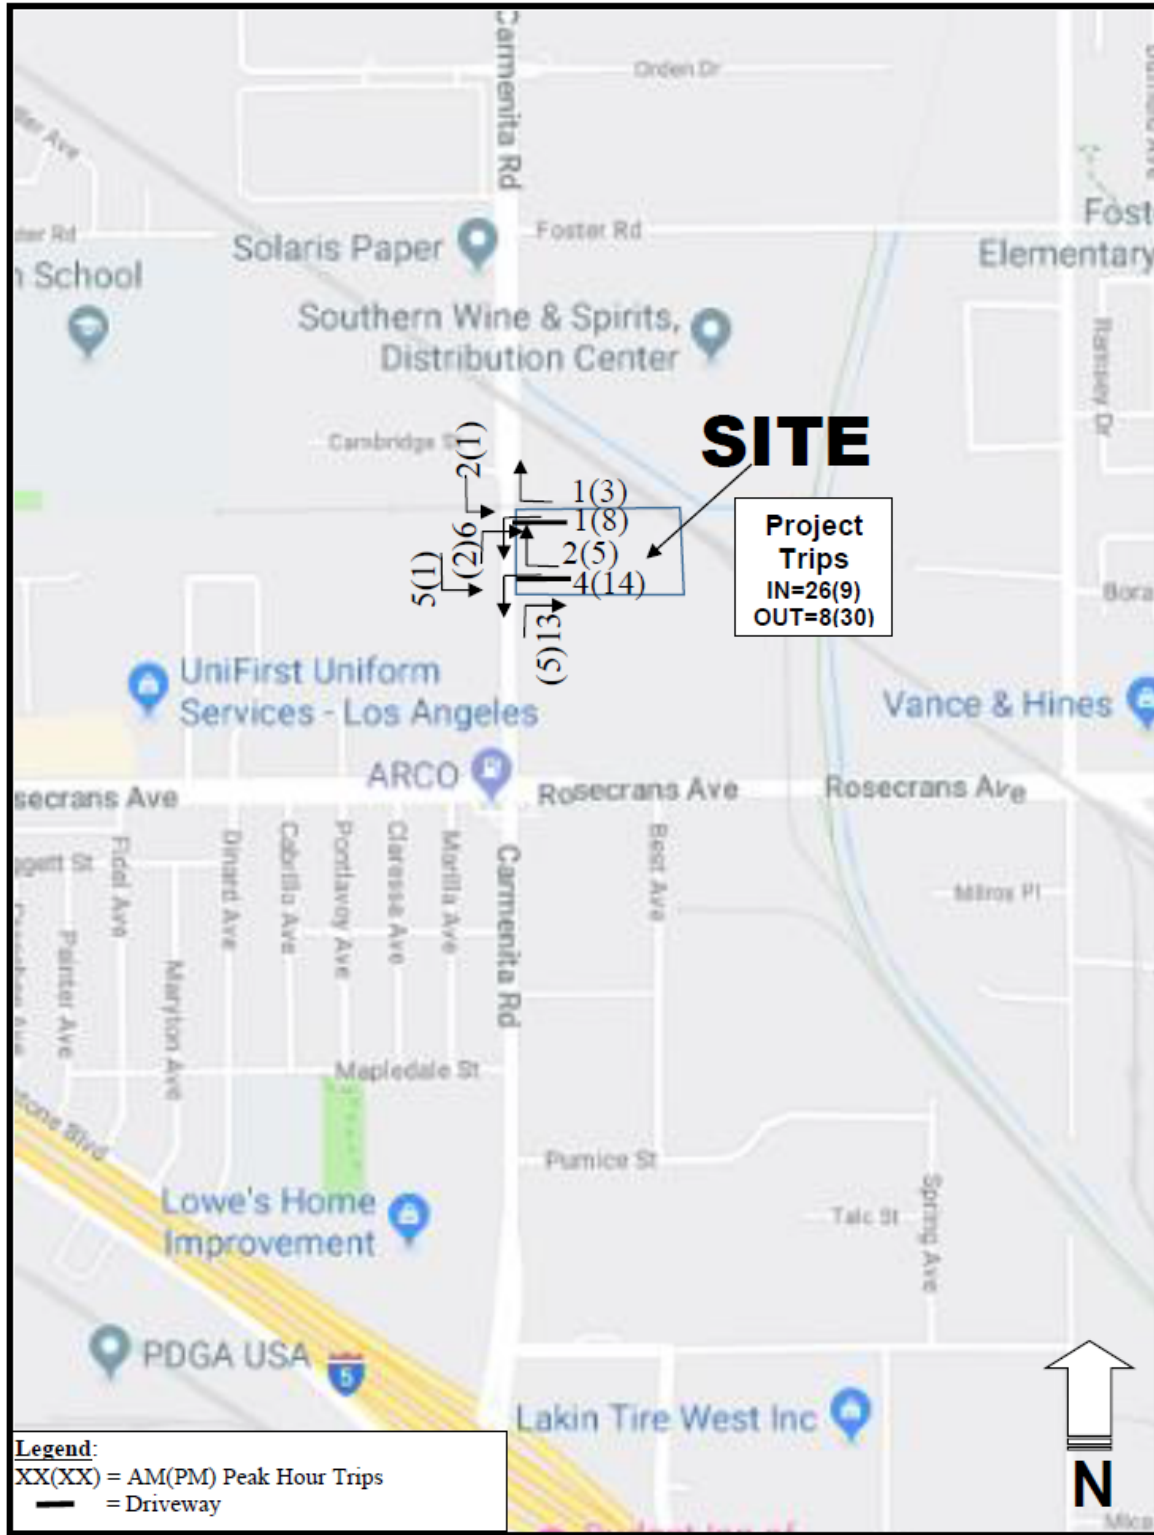 Carmenita Rd
Orden Dr
Foster Rd
Solaris Paper
Elementary
School
Southern Wine & Spirits,
Distribution Center
Ramsey Dr
SITE
2(1)
1(3)
1(8)
(2)6
2(5)
5(1)
4(14)
(5)13
Project
Trips
IN=26(9)
OUT=8(30)
UniFirst Uniform
Services - Los Angeles
Vance & Hines
ARCO
secrans Ave
Rosecrans Ave
Rosecrans Ave
Fidel Ave
Dinard Ave
Cabrillo Ave
Pontlavoy Ave
Claressa Ave
Marilla Ave
Carmenita Rd
Best Ave
Milroy Pl
Painter Ave
Maryton Ave
Mapledale St
Pumice St
Talc St
Spring Ave
Lowe's Home
Improvement
PDGA USA
5
Lakin Tire West Inc
N
Legend:
XX(XX) = AM(PM) Peak Hour Trips
= Driveway